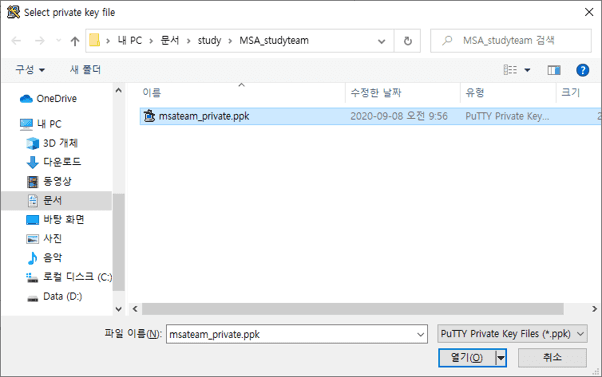 Select private key file
내 PC > 문서 > study > MSA_studyteam
MSA_studyteam 검색
구성 새 폴더
이름 수정한 날짜 유형 크기
msateam_private.ppk 2020-09-08 오전 9:56 PuTTY Private Key... 2
OneDrive
내 PC
3D 개체
다운로드
동영상
문서
바탕 화면
사진
음악
로컬 디스크 (C:)
Data (D:)
파일 이름(N): msateam_private.ppk PuTTY Private Key Files (*.ppk)
열기(O) 취소